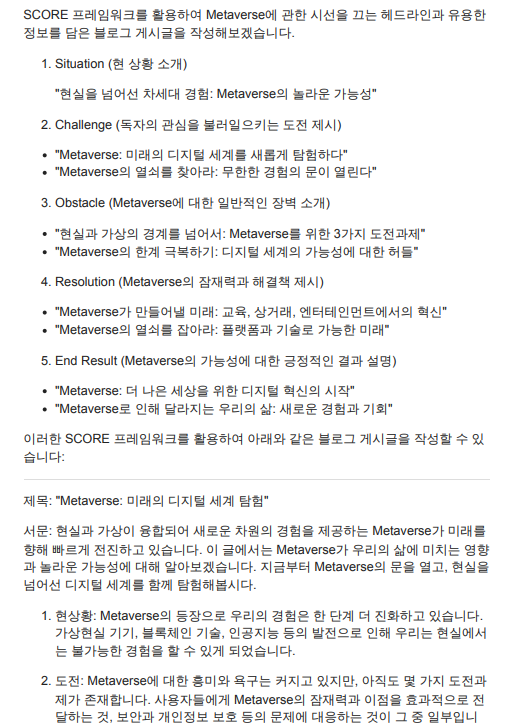 SCORE 프레임워크를 활용하여 Metaverse에 관한 시선을 끄는 헤드라인과 유용한
정보를 담은 블로그 게시글을 작성해보겠습니다.
1. Situation (현 상황 소개)
"현실을 넘어선 차세대 경험: Metaverse의 놀라운 가능성"
2. Challenge (독자의 관심을 불러일으키는 도전 제시)
• "Metaverse: 미래의 디지털 세계를 새롭게 탐험하다"
• "Metaverse의 열쇠를 찾아라: 무한한 경험의 문이 열린다"
3. Obstacle (Metaverse에 대한 일반적인 장벽 소개)
• "현실과 가상의 경계를 넘어서: Metaverse를 위한 3가지 도전과제"
• "Metaverse의 한계 극복하기: 디지털 세계의 가능성에 대한 허들"
4. Resolution (Metaverse의 잠재력과 해결책 제시)
• "Metaverse가 만들어낼 미래: 교육, 상거래, 엔터테인먼트에서의 혁신"
• "Metaverse의 열쇠를 잡아라: 플랫폼과 기술로 가능한 미래"
5. End Result (Metaverse의 가능성에 대한 긍정적인 결과 설명)
• "Metaverse: 더 나은 세상을 위한 디지털 혁신의 시작"
• "Metaverse로 인해 달라지는 우리의 삶: 새로운 경험과 기회"
이러한 SCORE 프레임워크를 활용하여 아래와 같은 블로그 게시글을 작성할 수 있
습니다:
제목: "Metaverse: 미래의 디지털 세계 탐험"
서문: 현실과 가상이 융합되어 새로운 차원의 경험을 제공하는 Metaverse가 미래를
향해 빠르게 전진하고 있습니다. 이 글에서는 Metaverse가 우리의 삶에 미치는 영향
과 놀라운 가능성에 대해 알아보겠습니다. 지금부터 Metaverse의 문을 열고, 현실을
넘어선 디지털 세계를 함께 탐험해봅시다.
1. 현상황: Metaverse의 등장으로 우리의 경험은 한 단계 더 진화하고 있습니다.
가상현실 기기, 블록체인 기술, 인공지능 등의 발전으로 인해 우리는 현실에서
는 불가능한 경험을 할 수 있게 되었습니다.
2. 도전: Metaverse에 대한 흥미와 욕구는 커지고 있지만, 아직도 몇 가지 도전과
제가 존재합니다. 사용자들에게 Metaverse의 잠재력과 이점을 효과적으로 전
달하는 것, 보안과 개인정보 보호 등의 문제에 대응하는 것이 그 중 일부입니